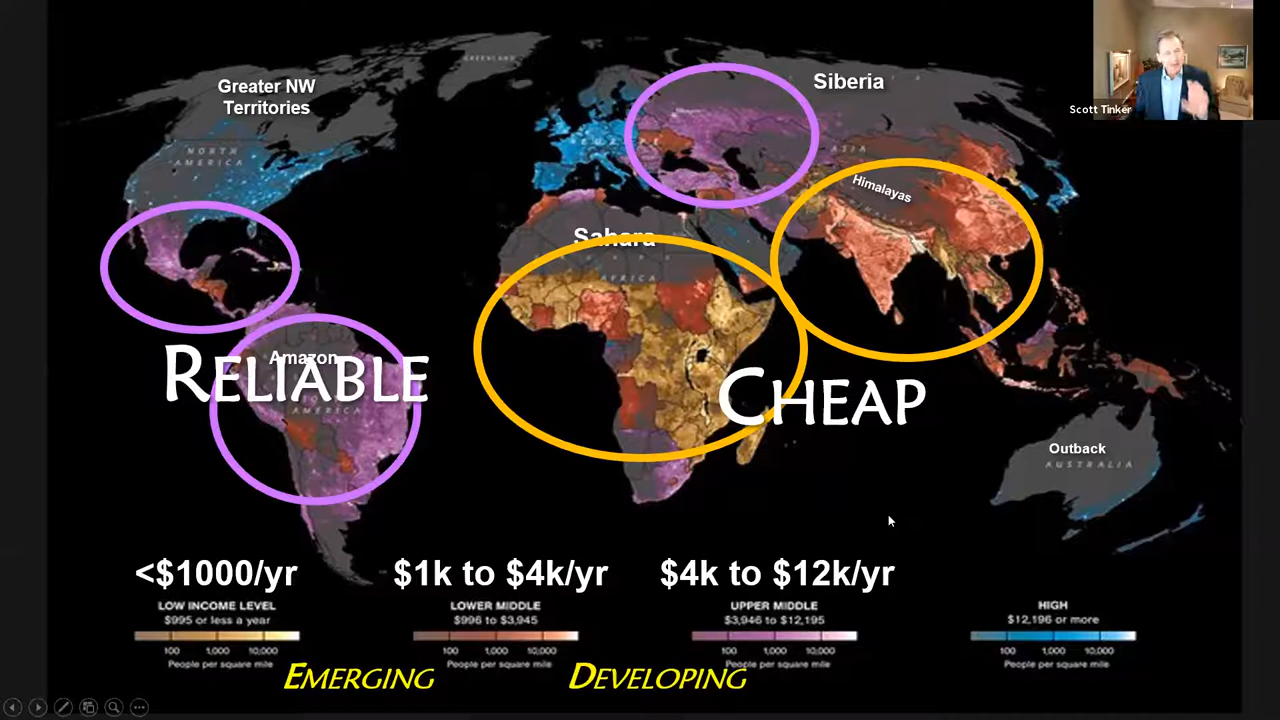 GREENLAND
Greater NW
Territories
Siberia
Scott Tinker
NORTH
AMERICA
EUROPE
ASIA
Himalayas
Sahara
AFRICA
Amazon
RELIABLE
AMERICA
CHEAP
Outback
AUSTRALIA
<$1000/yr
$1k to $4k/yr
$4k to $12k/yr
LOW INCOME LEVEL
$995 or less a year
100 1,000 10,000
People per square mile
LOWER MIDDLE
$996 to $3,945
100 1,000 10,000
People per square mile
UPPER MIDDLE
$3,946 to $12,195
100 1,000 10,000
People per square mile
HIGH
$12,196 or more
100 1,000 10,000
People per square mile
EMERGING
DEVELOPING